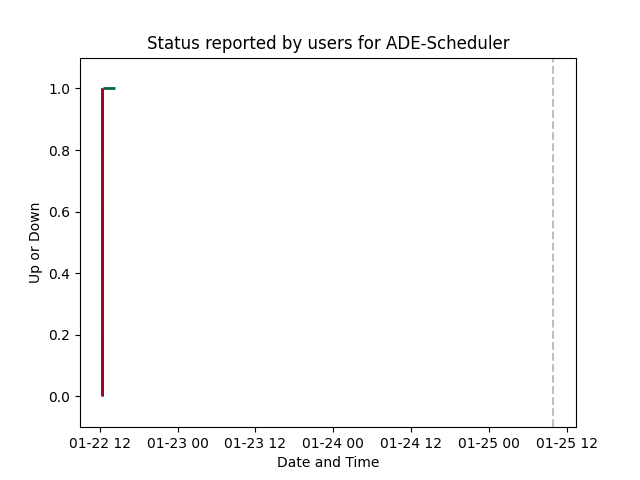 Status reported by users for ADE-Scheduler
1.0
0.8
0.6
0.4
0.2
0.0
Up or Down
01-22 12 01-23 00 01-23 12 01-24 00 01-24 12 01-25 00 01-25 12
Date and Time